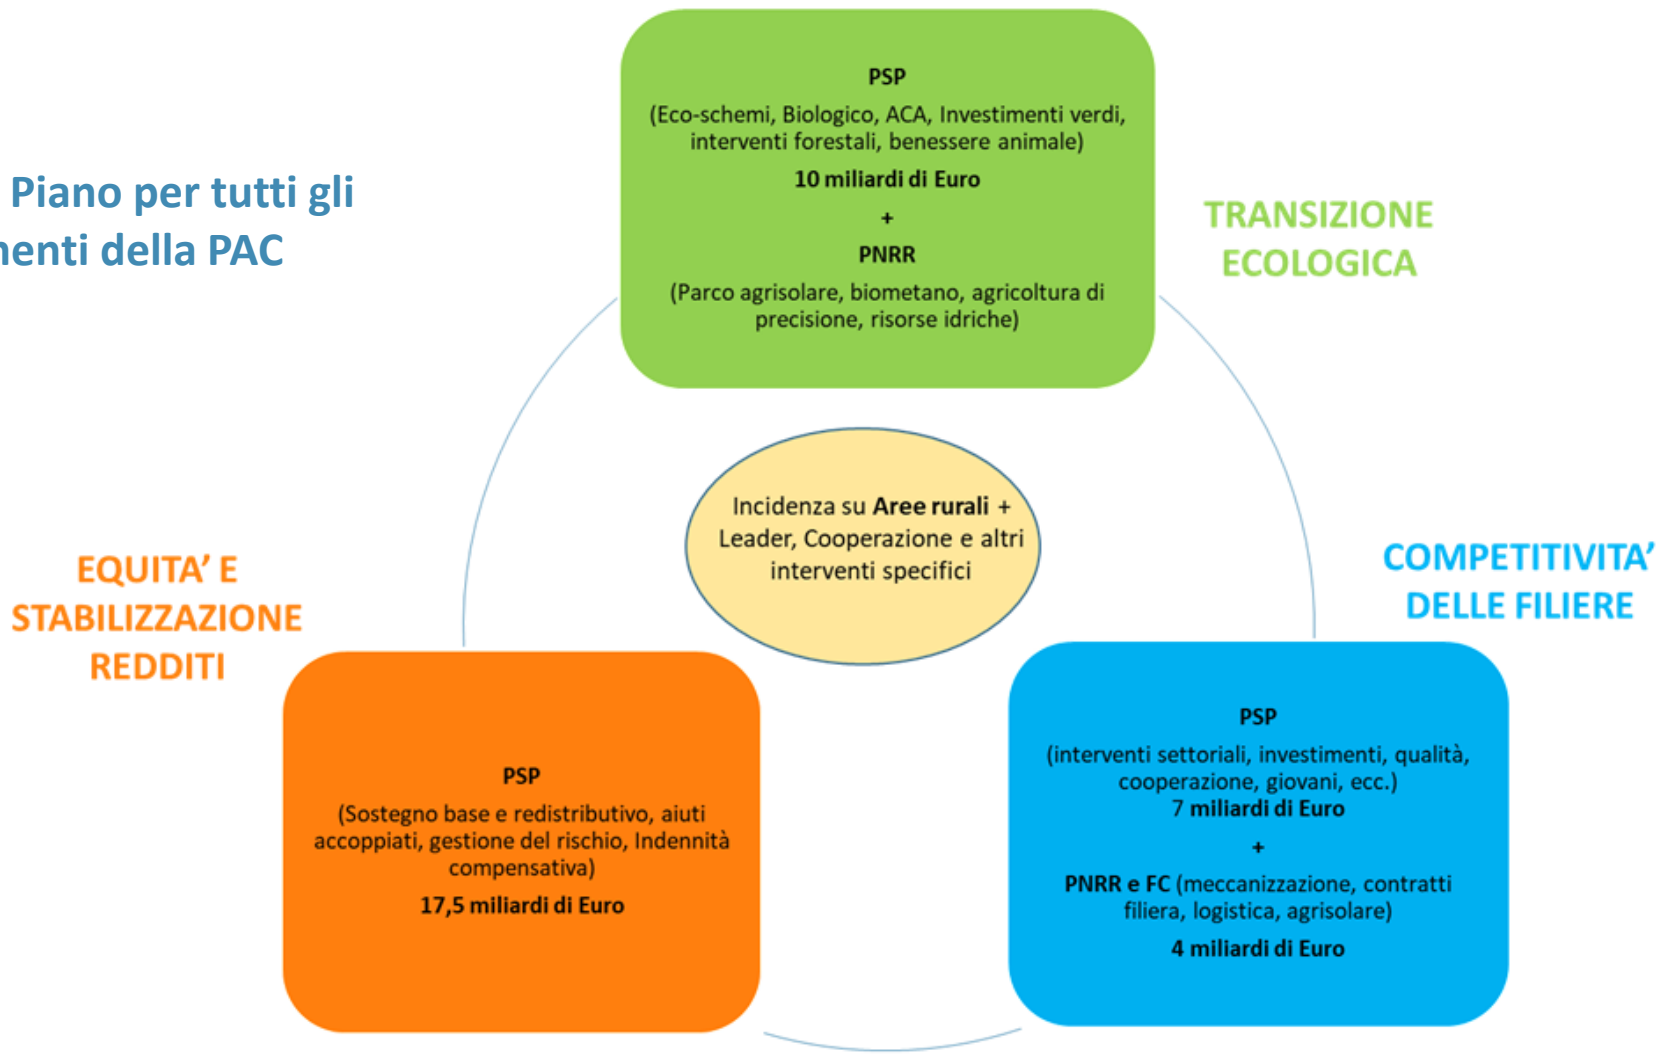 Piano per tutti gli
menti della PAC
PSP
(Eco-schemi, Biologico, ACA, Investimenti verdi,
interventi forestali, benessere animale)
10 miliardi di Euro
+
PNRR
(Parco agrisolare, biometano, agricoltura di
precisione, risorse idriche)
TRANSIZIONE
ECOLOGICA
Incidenza su Aree rurali +
Leader, Cooperazione e altri
interventi specifici
EQUITA’ E
STABILIZZAZIONE
REDDITI
COMPETITIVITA’
DELLE FILIERE
PSP
(Sostegno base e redistributivo, aiuti
accoppiati, gestione del rischio, Indennità
compensativa)
17,5 miliardi di Euro
PSP
(interventi settoriali, investimenti, qualità,
cooperazione, giovani, ecc.)
7 miliardi di Euro
+
PNRR e FC (meccanizzazione, contratti
filiera, logistica, agrisolare)
4 miliardi di Euro